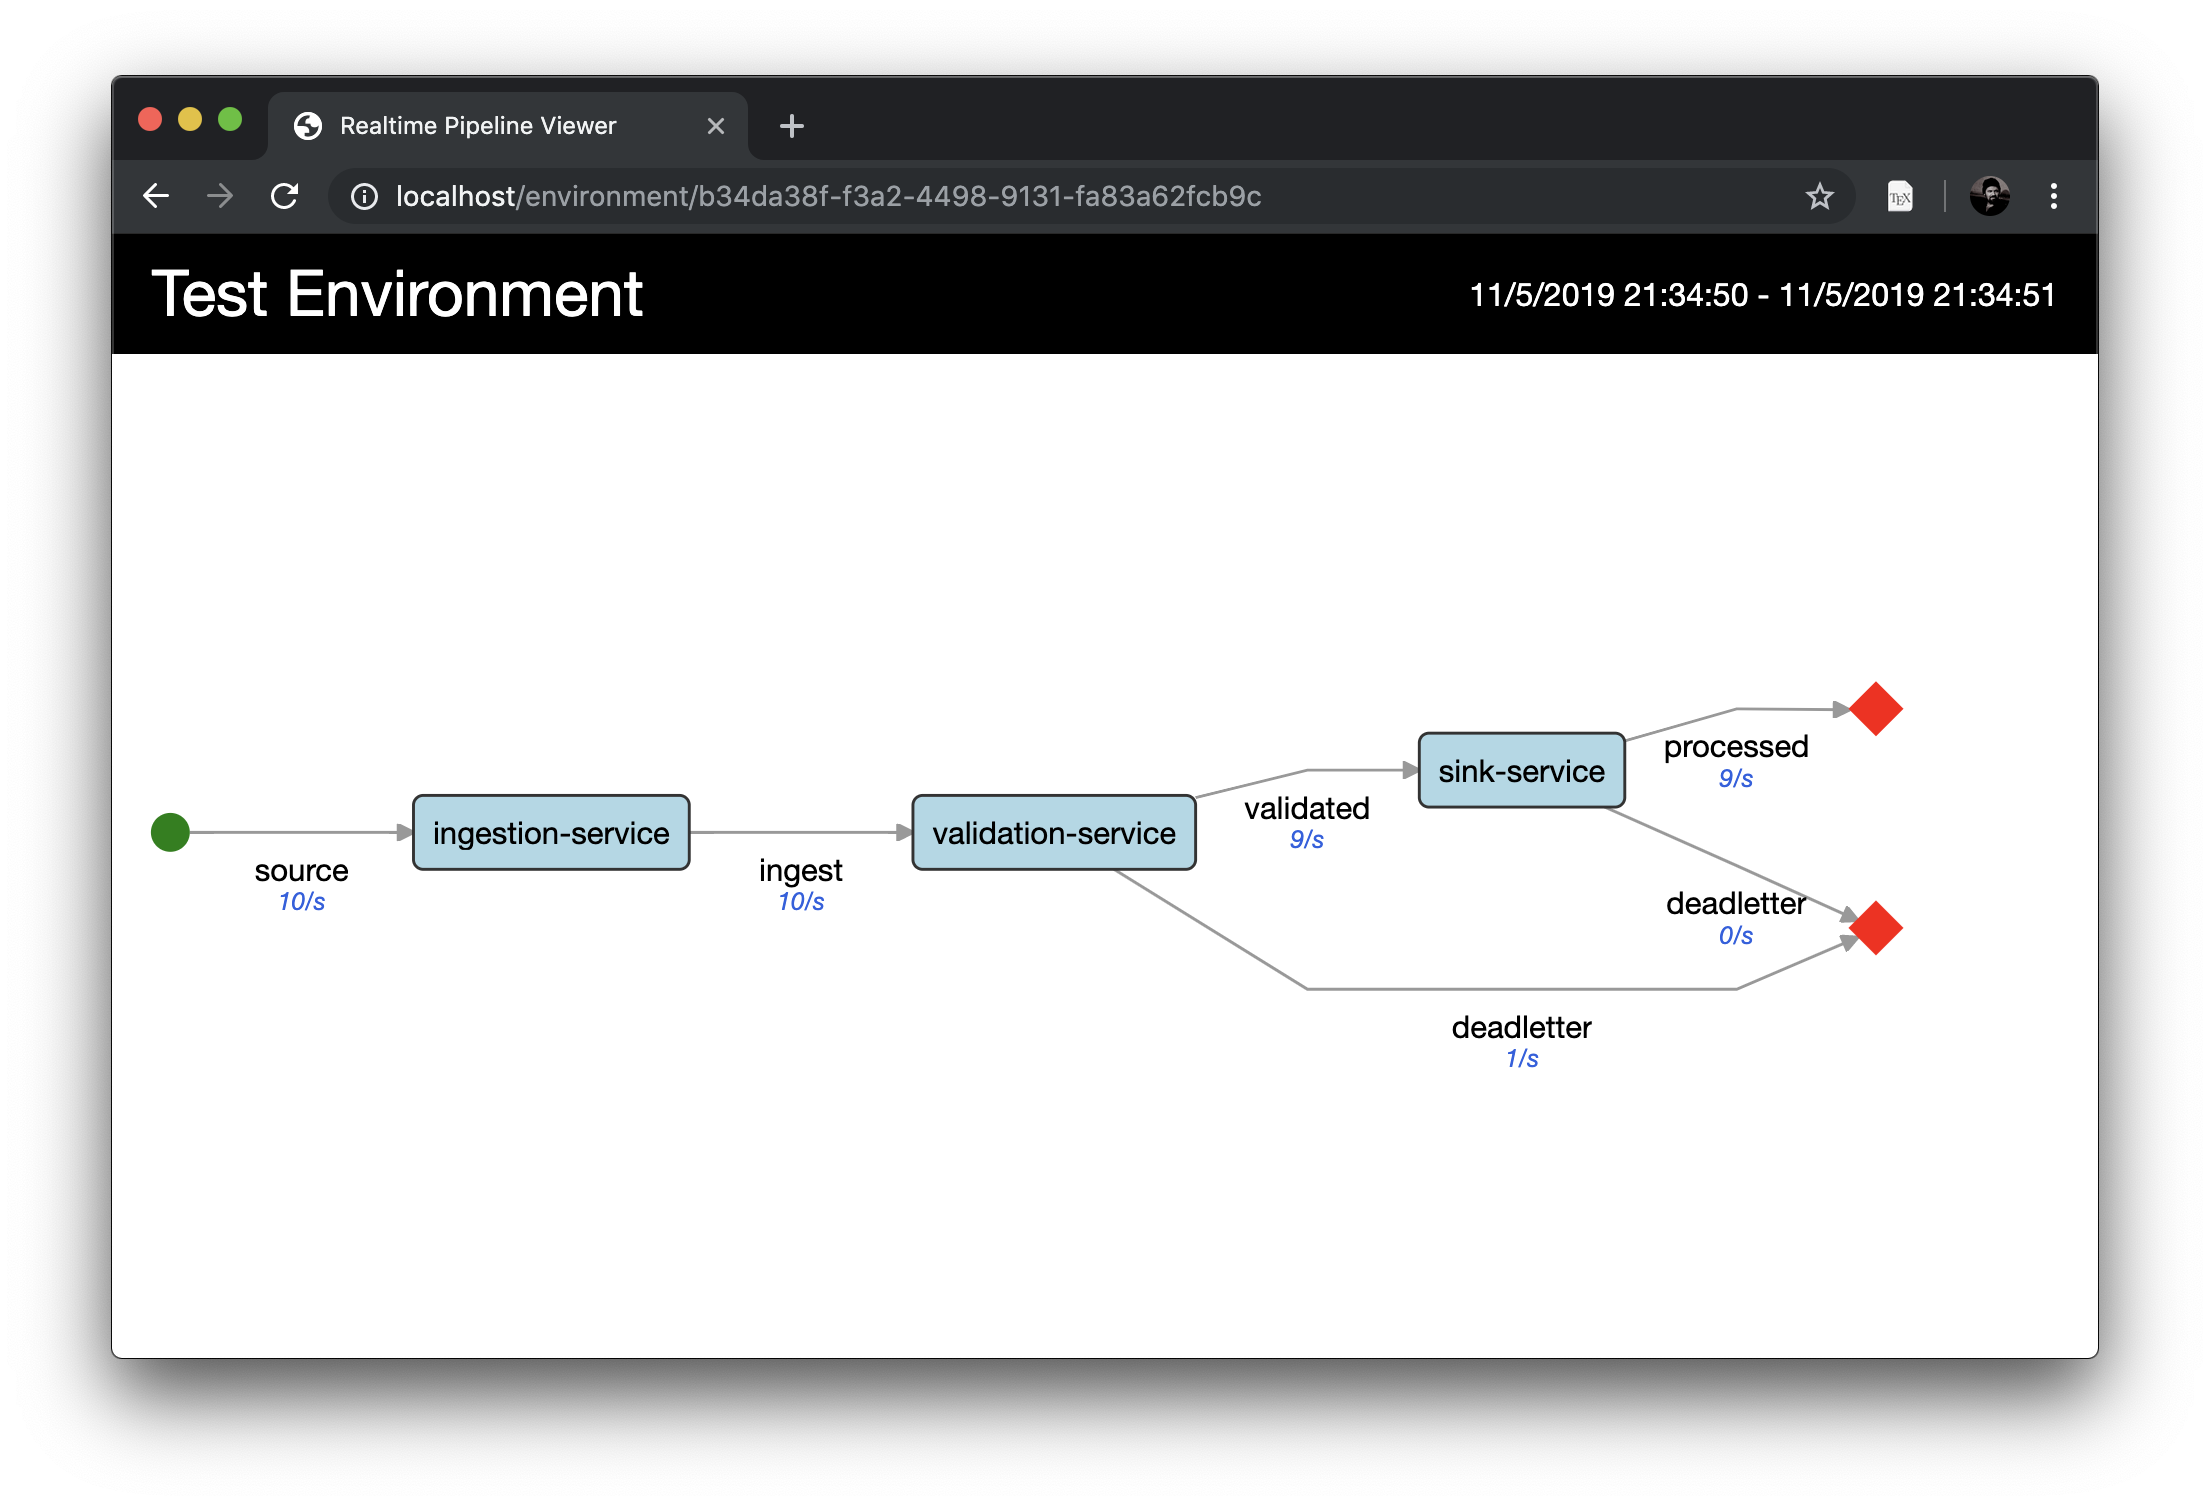 Realtime Pipeline Viewer
localhost/environment/b34da38f-f3a2-4498-9131-fa83a62fcb9c
TEX
Test Environment
11/5/2019 21:34:50 - 11/5/2019 21:34:51
source
10/s
ingestion-service
ingest
10/s
validation-service
validated
9/s
sink-service
processed
9/s
deadletter
0/s
deadletter
1/s